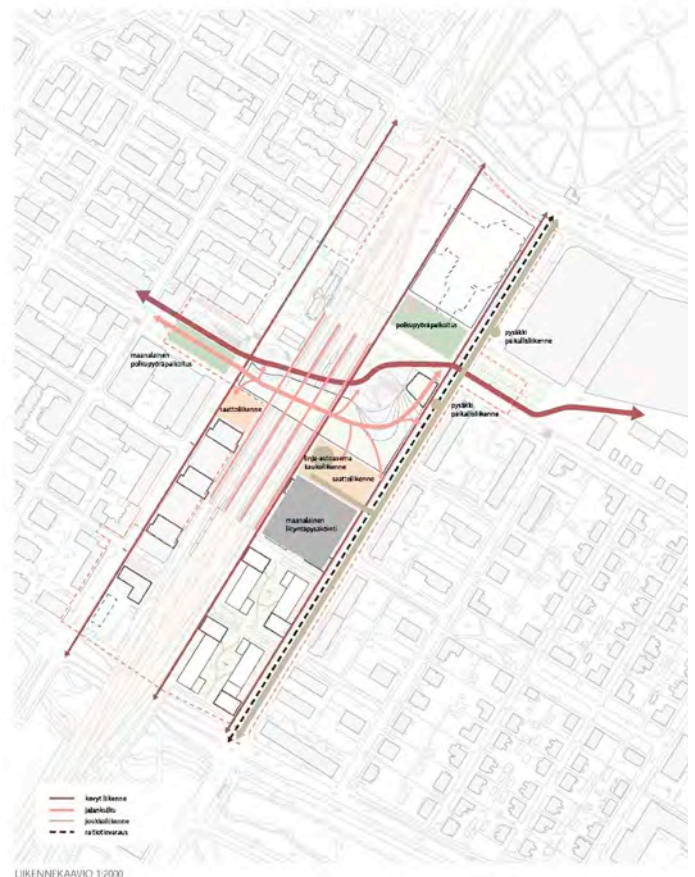 polkupyöräpaikoitus
pysäkki
paikallisliikenne
maanalainen
polkupyöräpaikoitus
saattoliikenne
pysäkki
paikallisliikenne
linja-autoasema
kaukoliikenne
saattoliikenne
maanalainen
liityntäpysäköinti
kevyt liikenne
jalankulku
joukkoliikenne
raitiotievaraus
LIIKENNEKAAVIO 1:2000